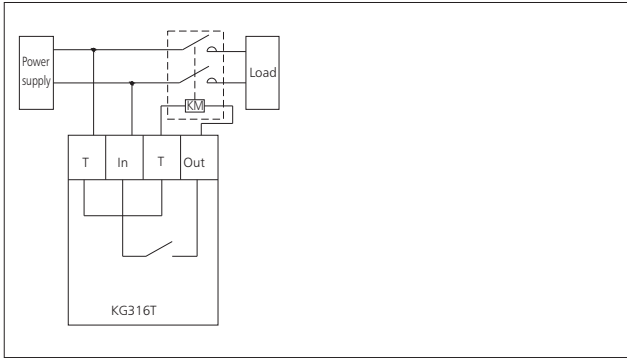 Power
supply
Load
KM
T
In
T
Out
KG316T